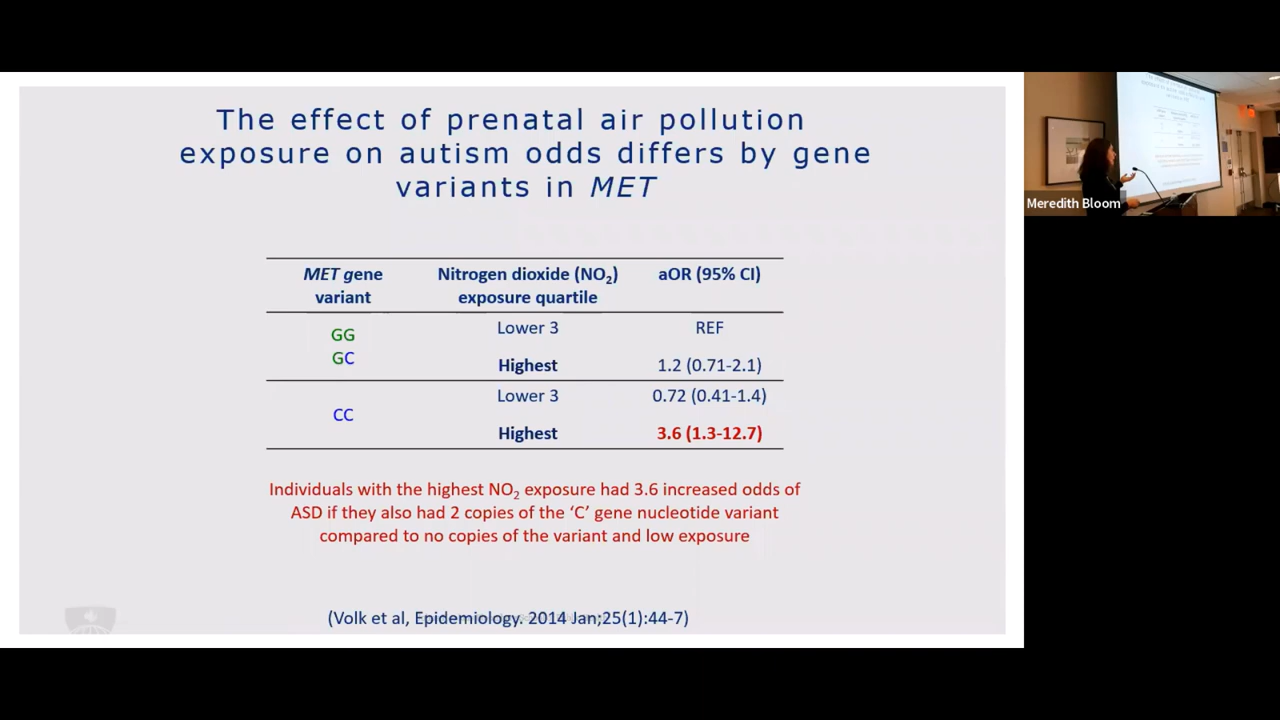 The effect of prenatal air pollution
exposure on autism odds differs by gene
variants in MET
MET gene
variant
Nitrogen dioxide (NO2)
exposure quartile
aOR (95% CI)
GG
GC
Lower 3
REF
Highest
1.2 (0.71-2.1)
CC
Lower 3
0.72 (0.41-1.4)
Highest
3.6 (1.3-12.7)
Individuals with the highest NO2 exposure had 3.6 increased odds of
ASD if they also had 2 copies of the ‘C’ gene nucleotide variant
compared to no copies of the variant and low exposure
(Volk et al, Epidemiology. 2014 Jan;25(1):44-7)
Meredith Bloom